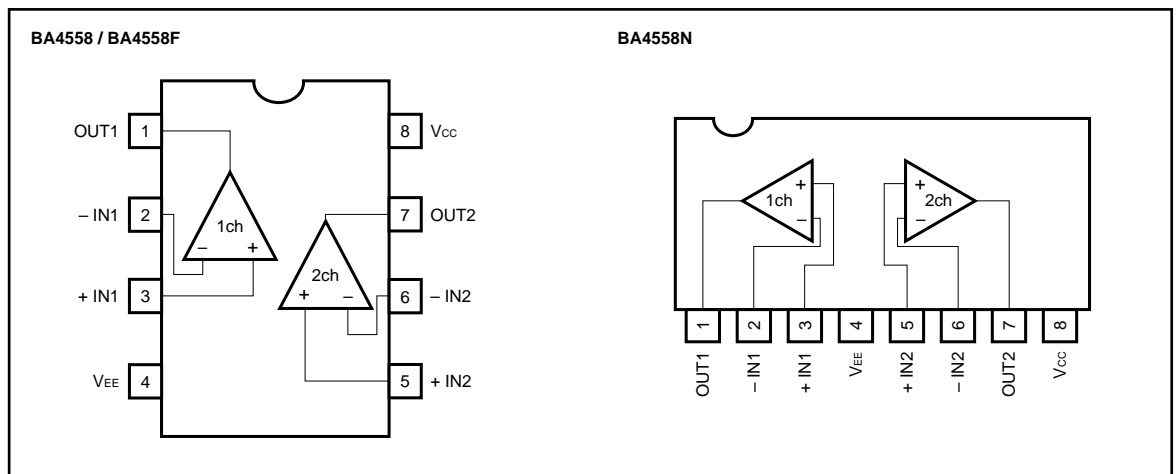 BA4558 / BA4558F
OUT1 1
8 VCC
1ch
– IN1 2
– +
7 OUT2
2ch
+ IN1 3
+ –
6 – IN2
VEE 4
5 + IN2
BA4558N
1ch + –
+ – 2ch
1 2 3 4 5 6 7 8
OUT1
– IN1
+ IN1
VEE
+ IN2
– IN2
OUT2
VCC